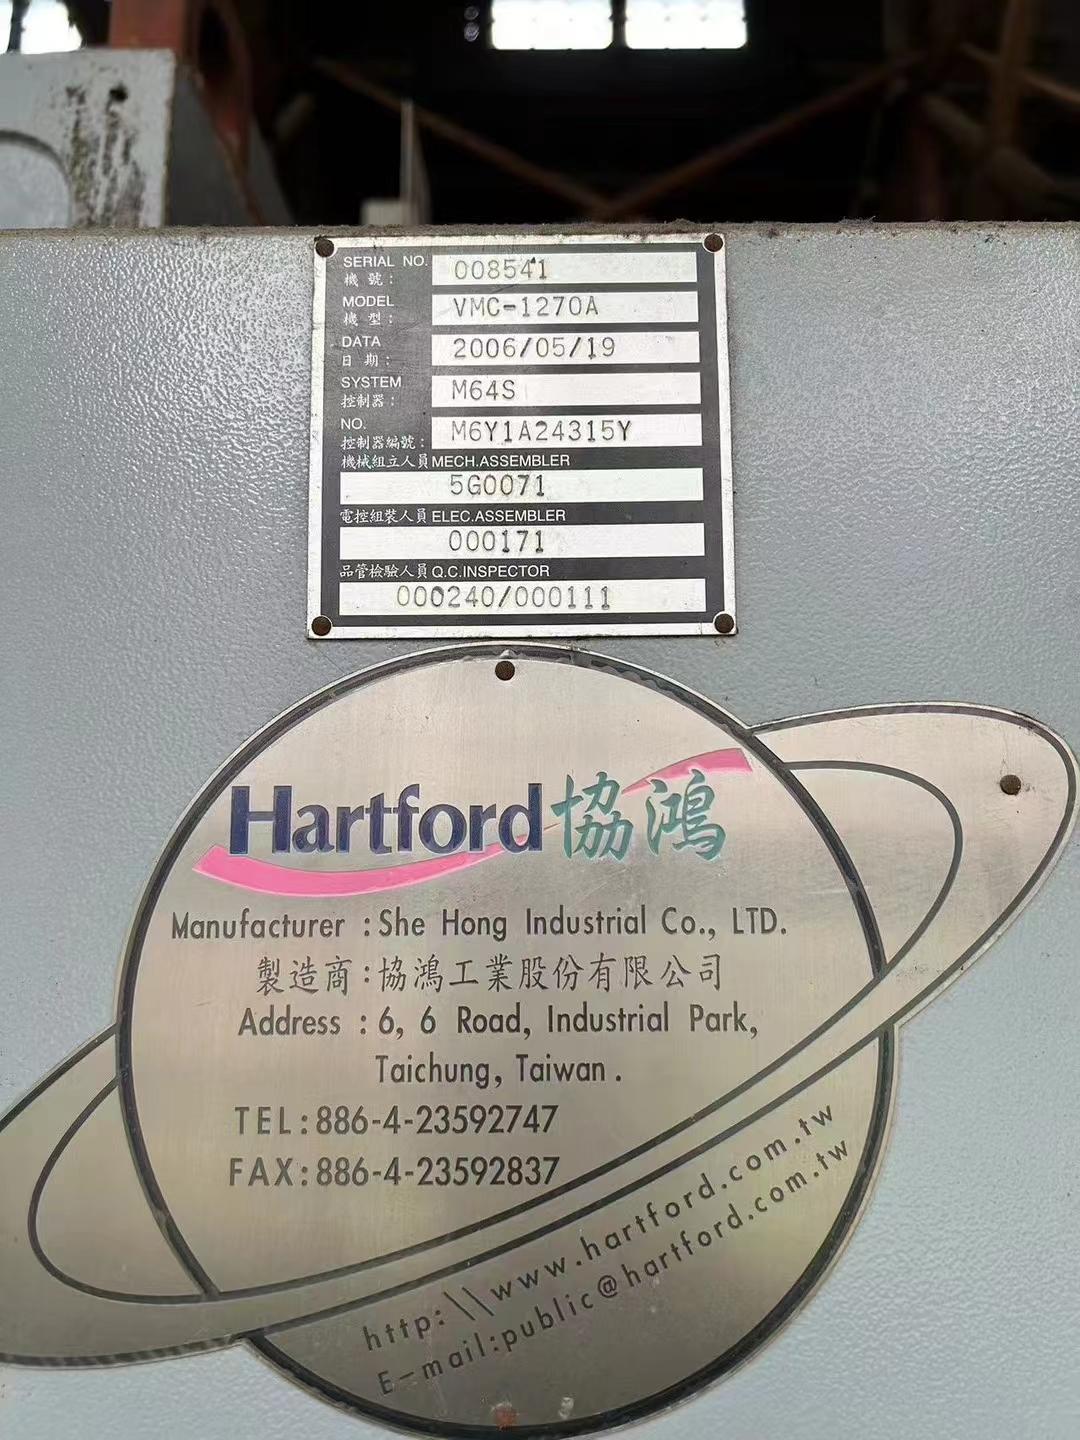 SERIAL NO. 008541
機 號：
MODEL VMC-1270A
機 型：
DATA 2006/05/19
日 期：
SYSTEM M64S
控制器：
NO. M6Y1A24315Y
控制器編號：
機械組立人員 MECH.ASSEMBLER
5G0071
電控組裝人員 ELEC.ASSEMBLER
000171
品管檢驗人員 Q.C.INSPECTOR
000240/000111
Hartford 協鴻
Manufacturer : She Hong Industrial Co., LTD.
製造商：協鴻工業股份有限公司
Address : 6, 6 Road, Industrial Park,
Taichung, Taiwan .
TEL:886-4-23592747
FAX:886-4-23592837
http:\\www.hartford.com.tw
E-mail:public@hartford.com.tw